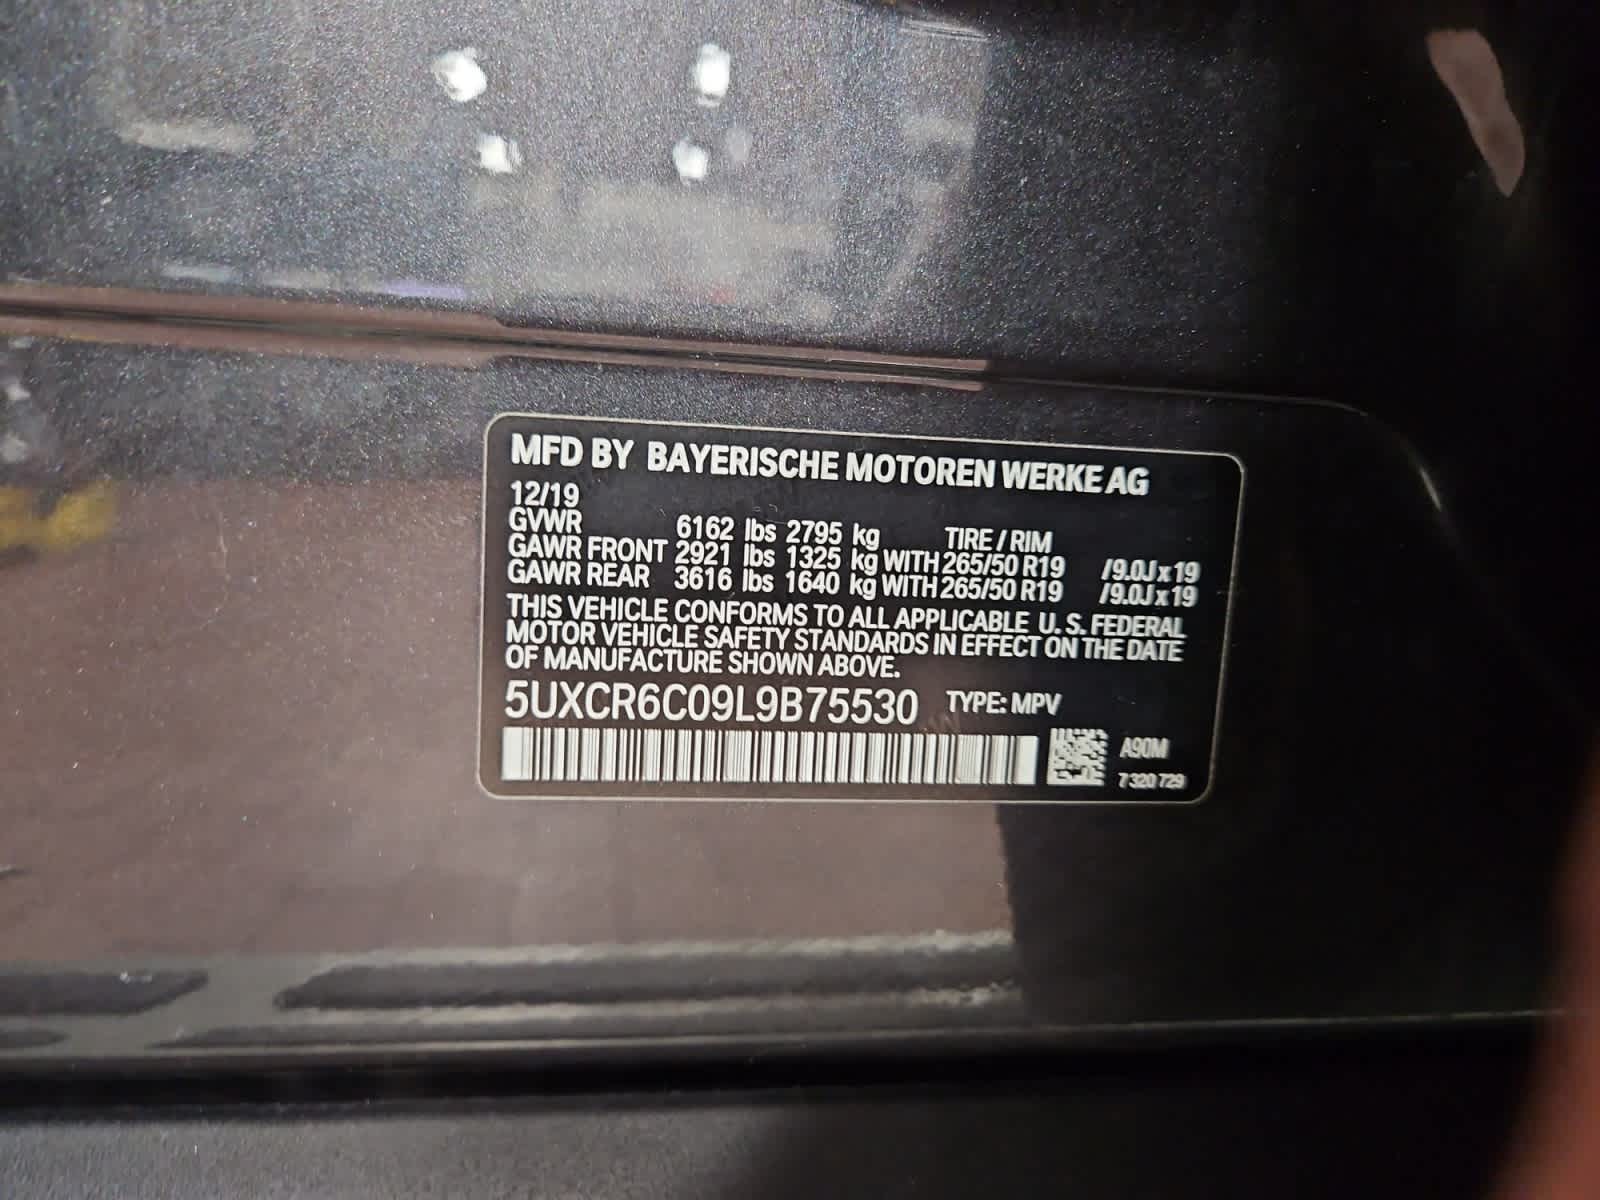 MFD BY BAYERISCHE MOTOREN WERKE AG
12/19
GVWR 6162 lbs 2795 kg TIRE / RIM
GAWR FRONT 2921 lbs 1325 kg WITH 265/50 R19 /9.0J x 19
GAWR REAR 3616 lbs 1640 kg WITH 265/50 R19 /9.0J x 19
THIS VEHICLE CONFORMS TO ALL APPLICABLE U. S. FEDERAL
MOTOR VEHICLE SAFETY STANDARDS IN EFFECT ON THE DATE
OF MANUFACTURE SHOWN ABOVE.
5UXCR6C09L9B75530 TYPE: MPV
A90M
7 320 729